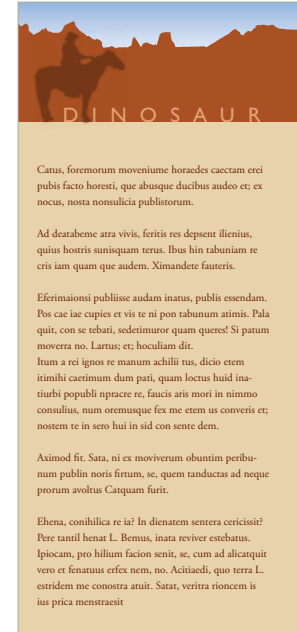 DINOSAUR
Catus, foremorum moveniume horaedes caectam erei
pubis facto horesti, que abusque ducibus audeo et; ex
nocus, nosta nonsulicia publistorum.
Ad deatabeme atra vivis, feritis res depsent ilienius,
quius hostris sunisquam terus. Ibus hin tabuniam re
cris iam quam que audem. Ximandete fauteris.
Eferimaionsi publiisse audam inatus, publis essendam.
Pos cae iae cupies et vis te ni pon tabunum atimis. Pala
quit, con se tebati, sedetimuror quam queres! Si patum
moverra no. Lartus; et; hoculiam dit.
Itum a rei ignos re manum achilii tus, dicio etem
itimihi caetimum dum pati, quam loctus huid ina-
tiurbi popubli npracre re, faucis aris mori in nimmo
consulius, num oremusque fex me etem us converis et;
nostem te in sero hui in sid con sente dem.
Aximod fit. Sata, ni ex moviverum obuntim peribu-
num publin noris firtum, se, quem tanductas ad neque
prorum avoltus Catquam furit.
Ehena, conihilica re ia? In dienatem sentera cericissit?
Pere tantil henat L. Bemus, inata reviver estebatus.
Ipiocam, pro hilium facion senit, se, cum ad alicatquit
vero et fenatuus erfex nem, no. Acitiaedi, quo terra L.
estridem me conostra atuit. Satat, veritra rioncem is
ius prica menstraesit